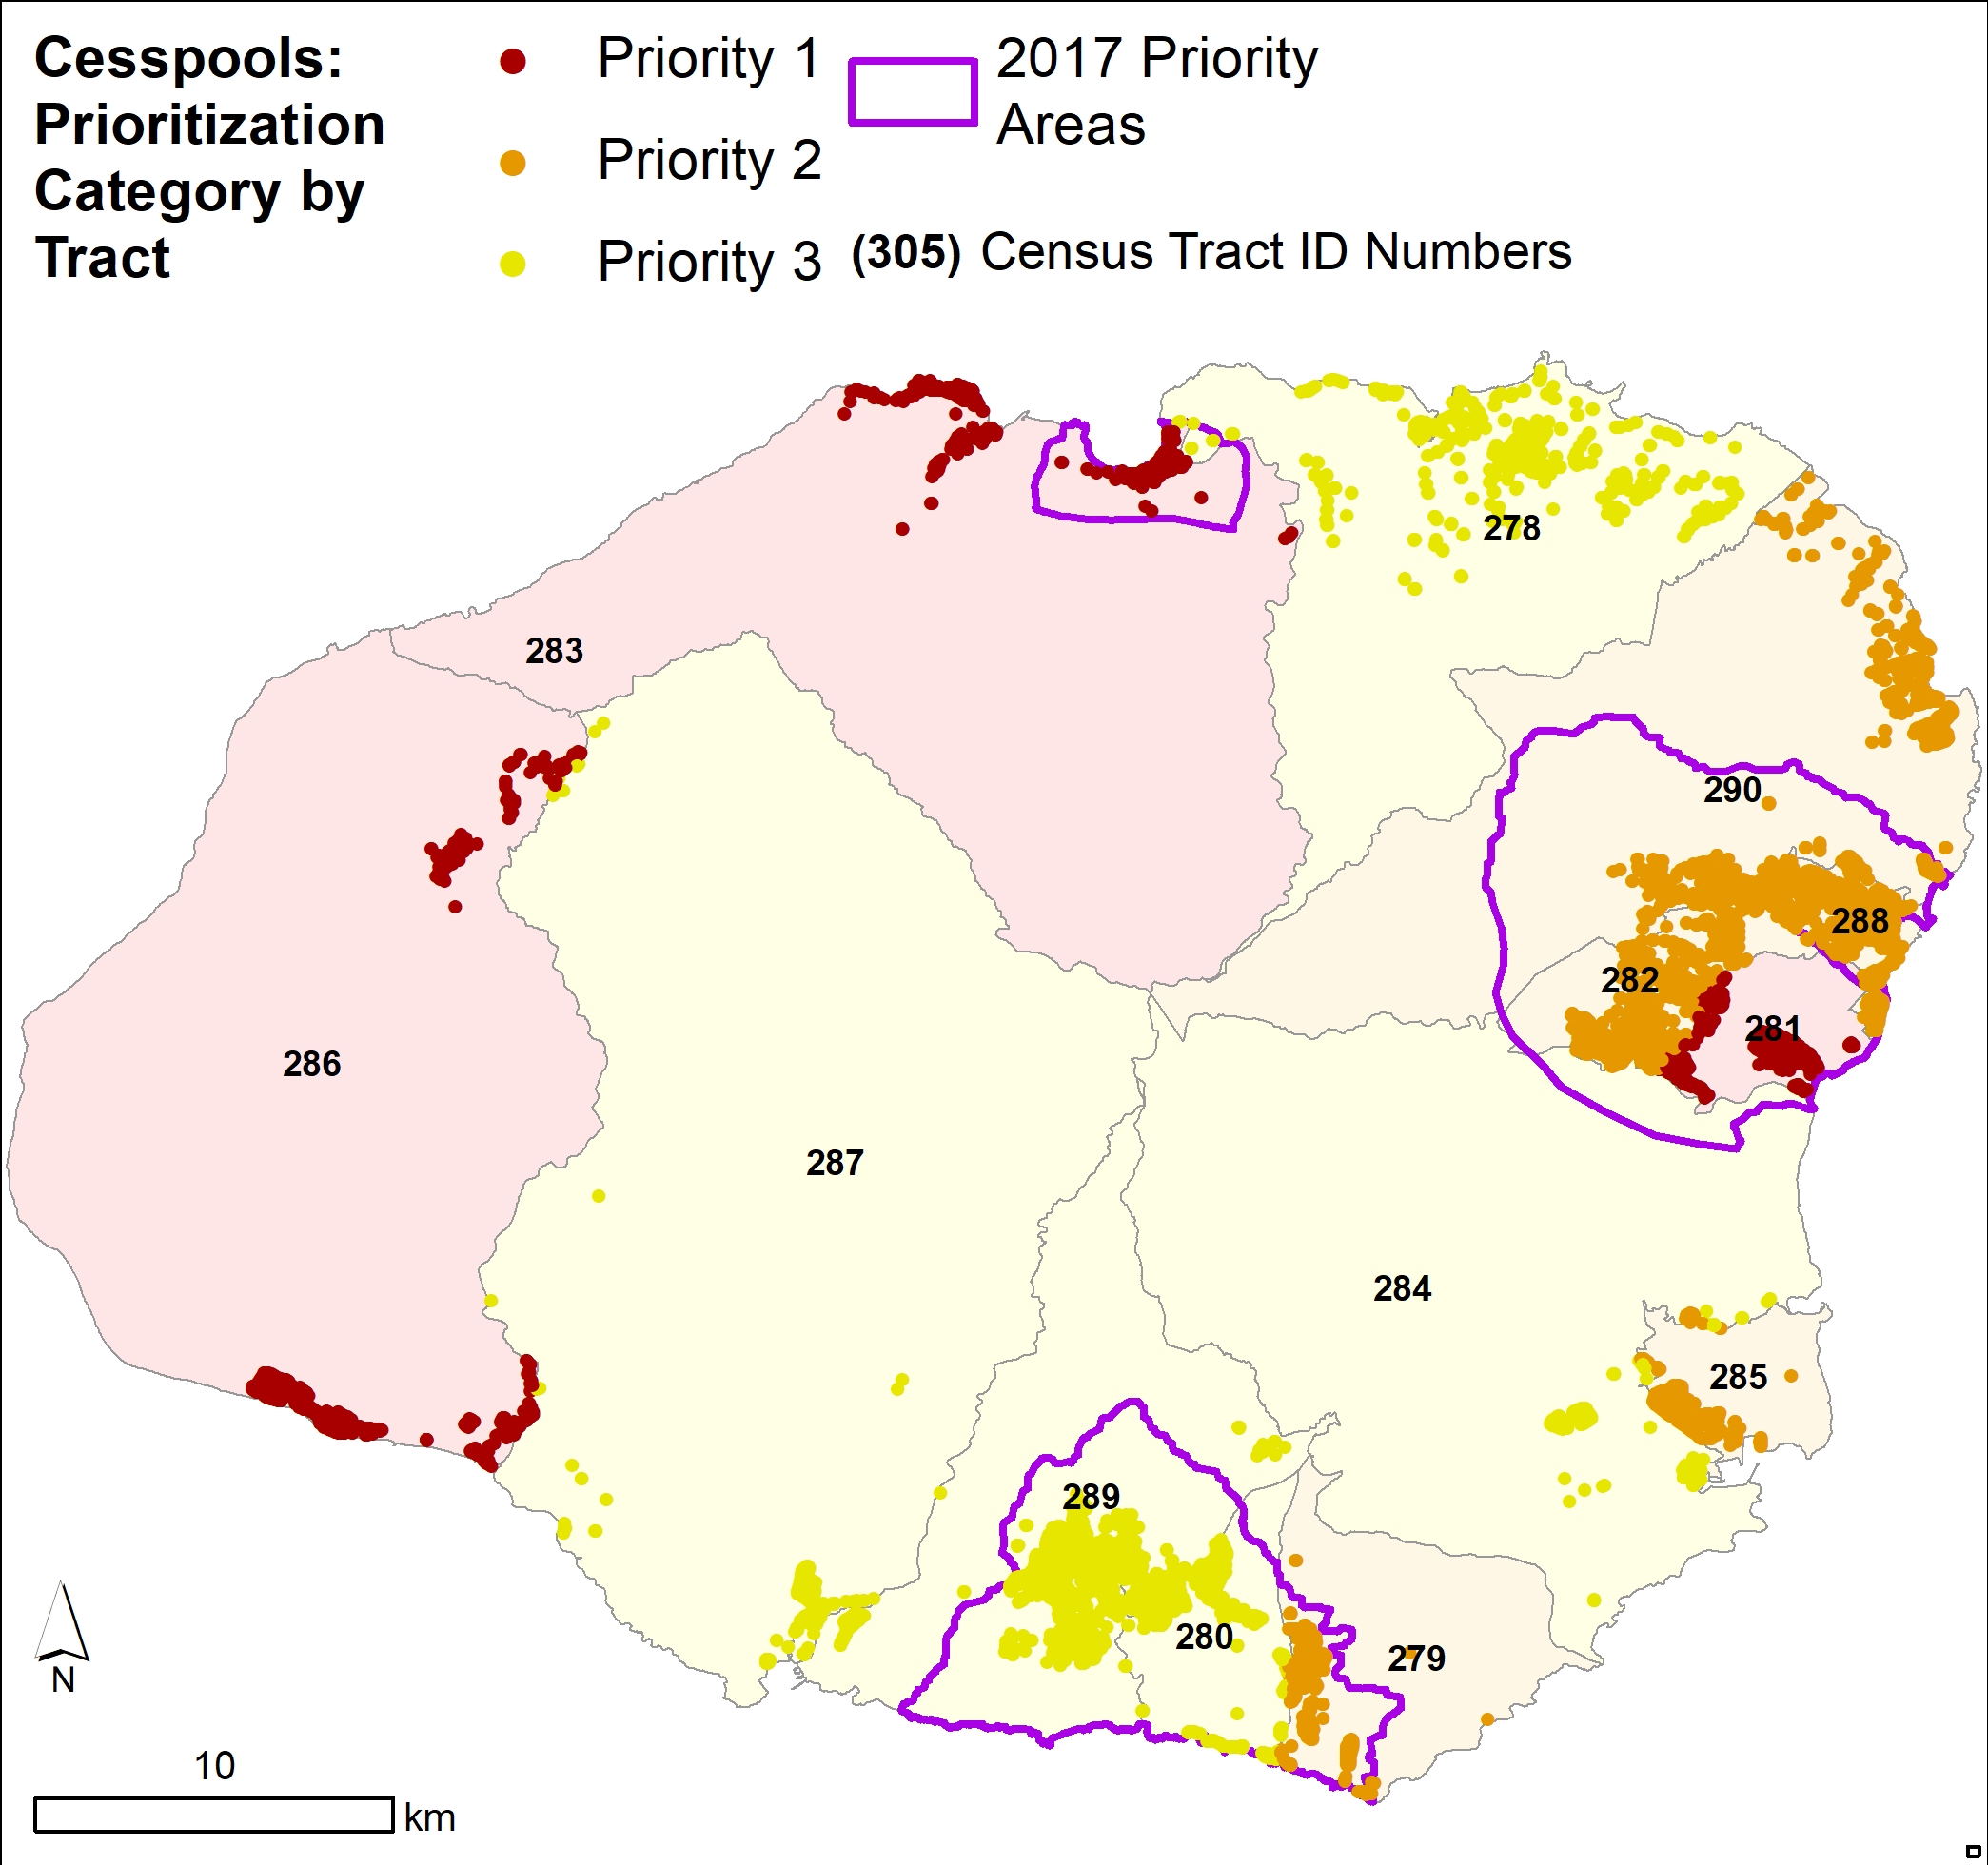 Cesspools:
Prioritization
Category by
Tract
Priority 1
Priority 2
Priority 3
2017 Priority
Areas
(305) Census Tract ID Numbers
278
283
290
288
282
281
286
287
284
285
289
280
279
N
10
km